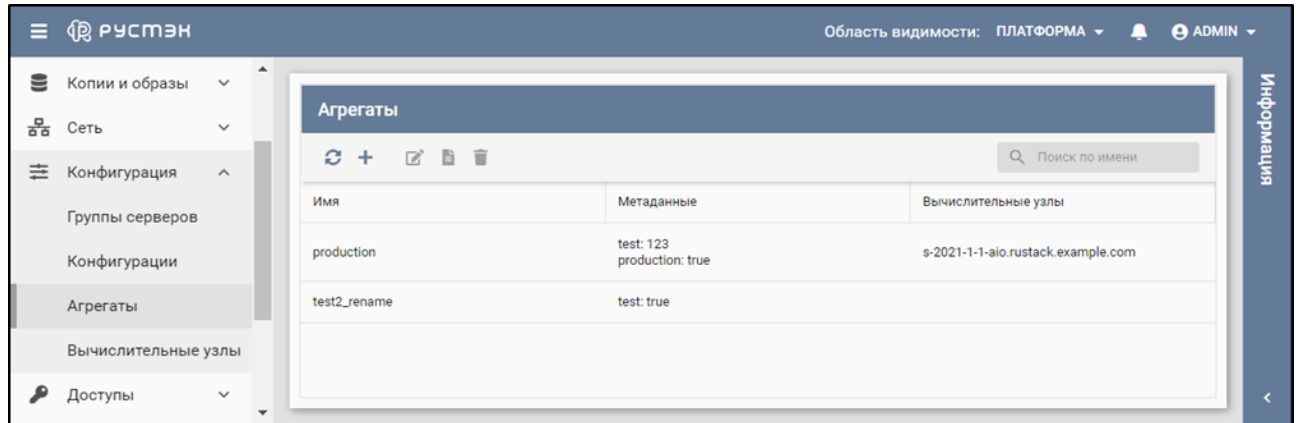 РУСТЭК
Область видимости: ПЛАТФОРМА
ADMIN
Копии и образы
Сеть
Конфигурация
Группы серверов
Конфигурации
Агрегаты
Вычислительные узлы
Доступы
Агрегаты
Поиск по имени
Имя Метаданные Вычислительные узлы
production test: 123 s-2021-1-1-aio.rustack.example.com
production: true
test2_rename test: true
Информация